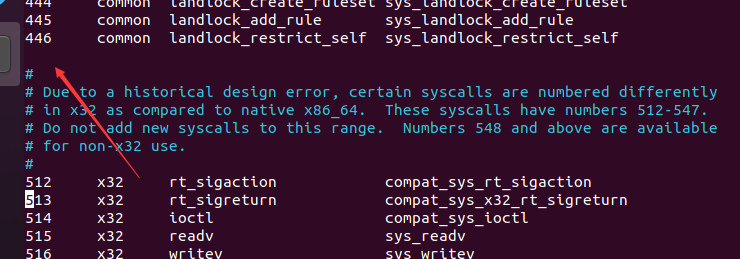 444 common landlock_create_ruleset sys_landlock_create_ruleset
445 common landlock_add_rule sys_landlock_add_rule
446 common landlock_restrict_self sys_landlock_restrict_self
#
# Due to a historical design error, certain syscalls are numbered differently
# in x32 as compared to native x86_64.  These syscalls have numbers 512-547.
# Do not add new syscalls to this range.  Numbers 548 and above are available
# for non-x32 use.
#
512 x32 rt_sigaction compat_sys_rt_sigaction
513 x32 rt_sigreturn compat_sys_x32_rt_sigreturn
514 x32 ioctl compat_sys_ioctl
515 x32 readv sys_readv
516 x32 writev sys_writev